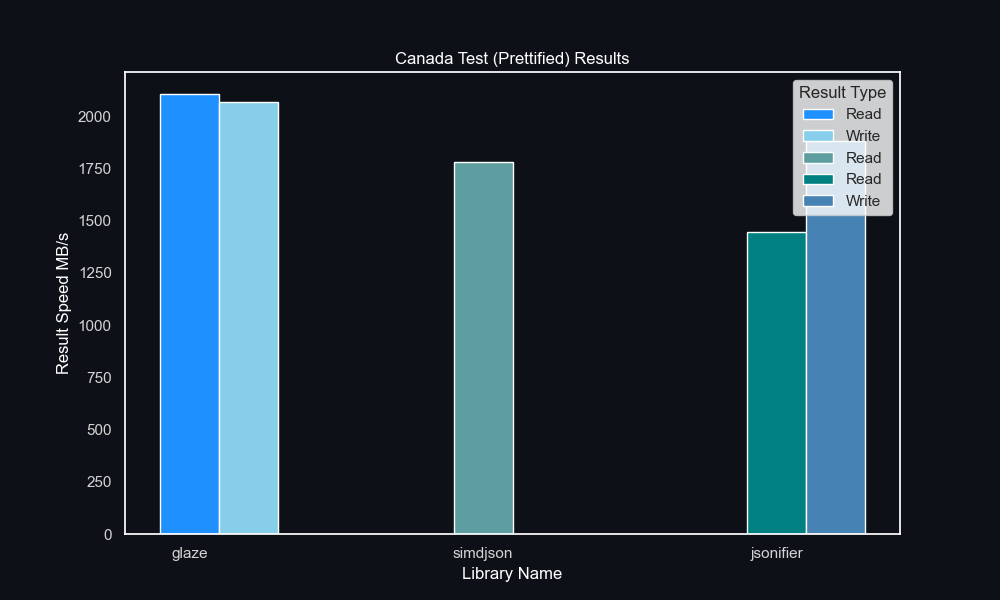 Canada Test (Prettified) Results
Result Speed MB/s
2000
1750
1500
1250
1000
750
500
250
0
Result Type
Read
Write
Read
Read
Write
glaze
simdjson
jsonifier
Library Name